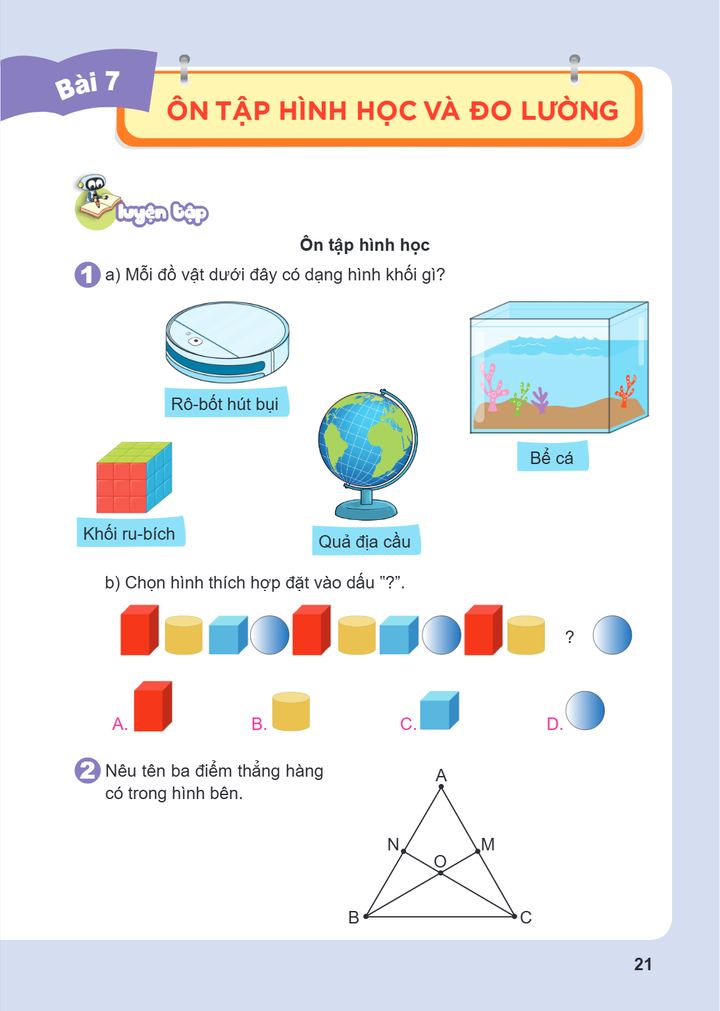 Bài 7
ÔN TẬP HÌNH HỌC VÀ ĐO LƯỜNG
luyện tập
Ôn tập hình học
1 a) Mỗi đồ vật dưới đây có dạng hình khối gì?
Rô-bốt hút bụi
Bể cá
Khối ru-bích
Quả địa cầu
b) Chọn hình thích hợp đặt vào dấu "?".
?
A. B. C. D.
2 Nêu tên ba điểm thẳng hàng
có trong hình bên.
A
N M
O
B C
21